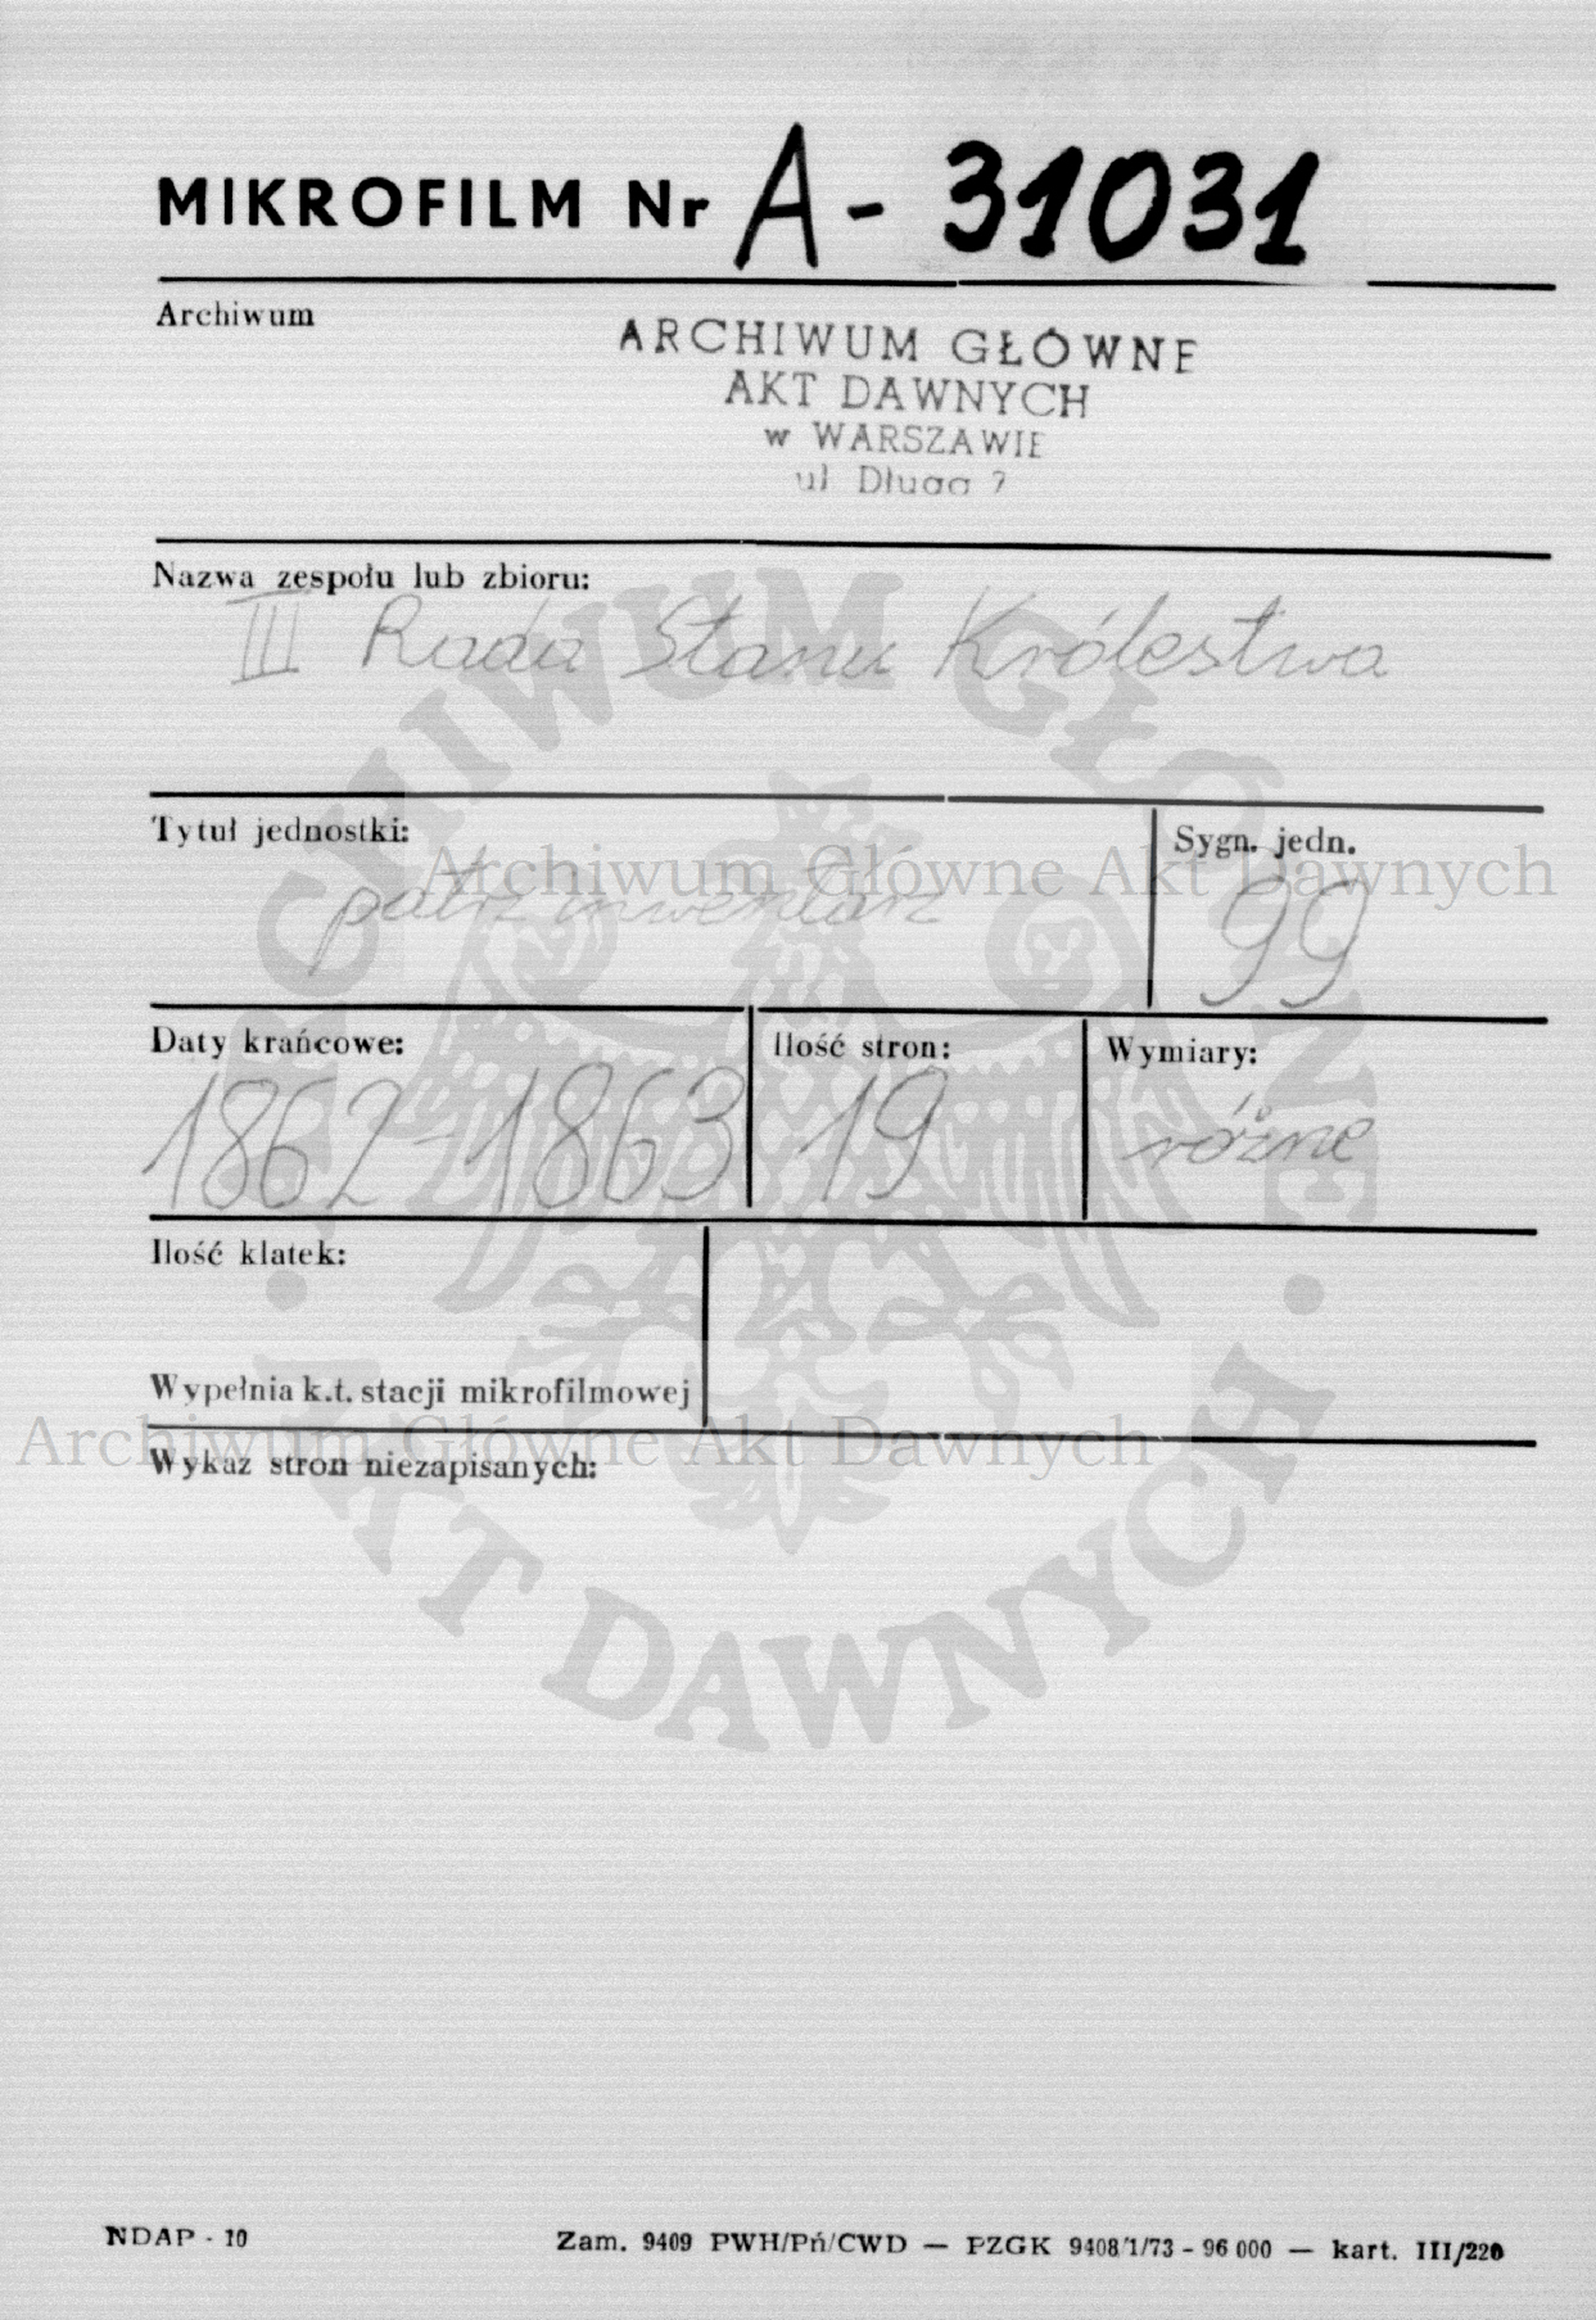 MIKROFILM Nr A - 31031
Archiwum
ARCHIWUM GŁÓWNE
AKT DAWNYCH
w WARSZAWIE
ul Długa 7
Nazwa zespołu lub zbioru:
III Rada Stanu Królestwa
Tytuł jednostki:
patrz inwentarz
Sygn. jedn.
99
Daty krańcowe:
1862-1863
Ilość stron:
19
Wymiary:
różne
Ilość klatek:
Wypełnia k.t. stacji mikrofilmowej
Wykaz stron niezapisanych:
Archiwum Główne Akt Dawnych
Archiwum Główne Akt Dawnych
ARCHIWUM GŁÓWNE
AKT DAWNYCH
NDAP - 10
Zam. 9409 PWH/Pń/CWD — PZGK 9408/1/73 - 96 000 — kart. III/220